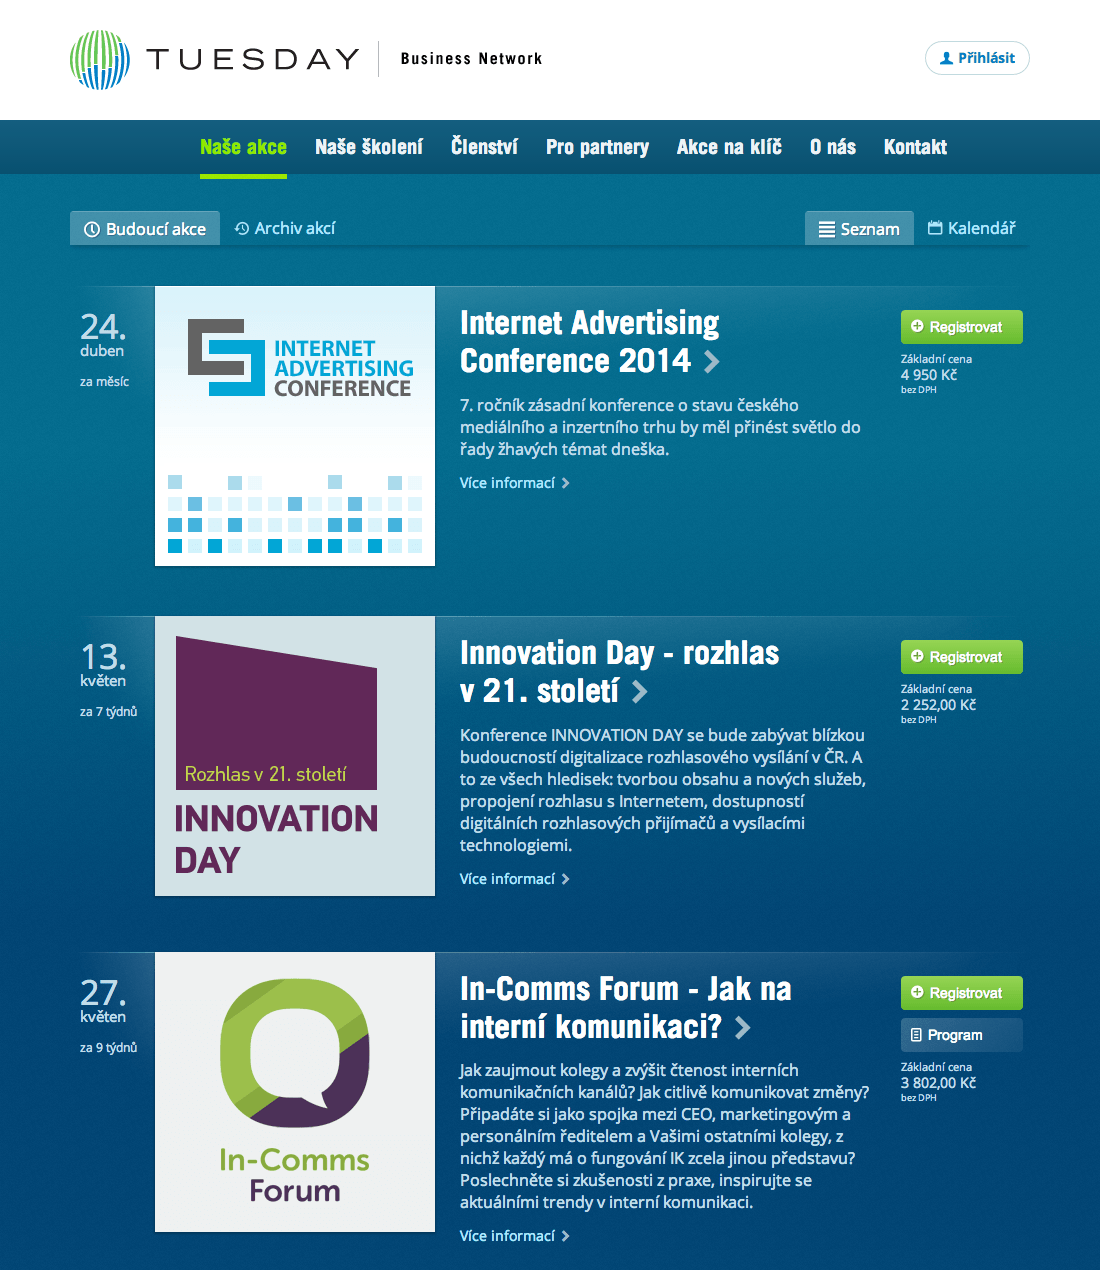 TUESDAY
Business Network
Přihlásit
Naše akce Naše školení Členství Pro partnery Akce na klíč O nás Kontakt
Budoucí akce Archiv akcí Seznam Kalendář
24.
duben
za měsíc
INTERNET
ADVERTISING
CONFERENCE
Internet Advertising
Conference 2014
7. ročník zásadní konference o stavu českého
mediálního a inzertního trhu by měl přinést světlo do
řady žhavých témat dneška.
Více informací
Registrovat
Základní cena
4 950 Kč
bez DPH
13.
květen
za 7 týdnů
Rozhlas v 21. století
INNOVATION
DAY
Innovation Day - rozhlas
v 21. století
Konference INNOVATION DAY se bude zabývat blízkou
budoucností digitalizace rozhlasového vysílání v ČR. A
to ze všech hledisek: tvorbou obsahu a nových služeb,
propojení rozhlasu s Internetem, dostupností
digitálních rozhlasových přijímačů a vysílacími
technologiemi.
Více informací
Registrovat
Základní cena
2 252,00 Kč
bez DPH
27.
květen
za 9 týdnů
In-Comms
Forum
In-Comms Forum - Jak na
interní komunikaci?
Jak zaujmout kolegy a zvýšit čtenost interních
komunikačních kanálů? Jak citlivě komunikovat změny?
Připadáte si jako spojka mezi CEO, marketingovým a
personálním ředitelem a Vašimi ostatními kolegy, z
nichž každý má o fungování IK zcela jinou představu?
Poslechněte si zkušenosti z praxe, inspirujte se
aktuálními trendy v interní komunikaci.
Více informací
Registrovat
Program
Základní cena
3 802,00 Kč
bez DPH